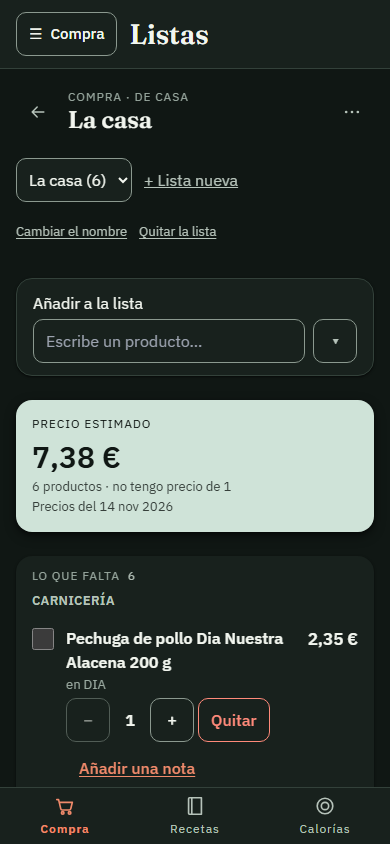 ☰ Compra Listas
← COMPRA · DE CASA ···
La casa
La casa (6) + Lista nueva
Cambiar el nombre Quitar la lista
Añadir a la lista
Escribe un producto... ▾
PRECIO ESTIMADO
7,38 €
6 productos · no tengo precio de 1
Precios del 14 nov 2026
LO QUE FALTA 6
CARNICERÍA
Pechuga de pollo Dia Nuestra 2,35 €
Alacena 200 g
en DIA
− 1 + Quitar
Añadir una nota
Compra Recetas Calorías